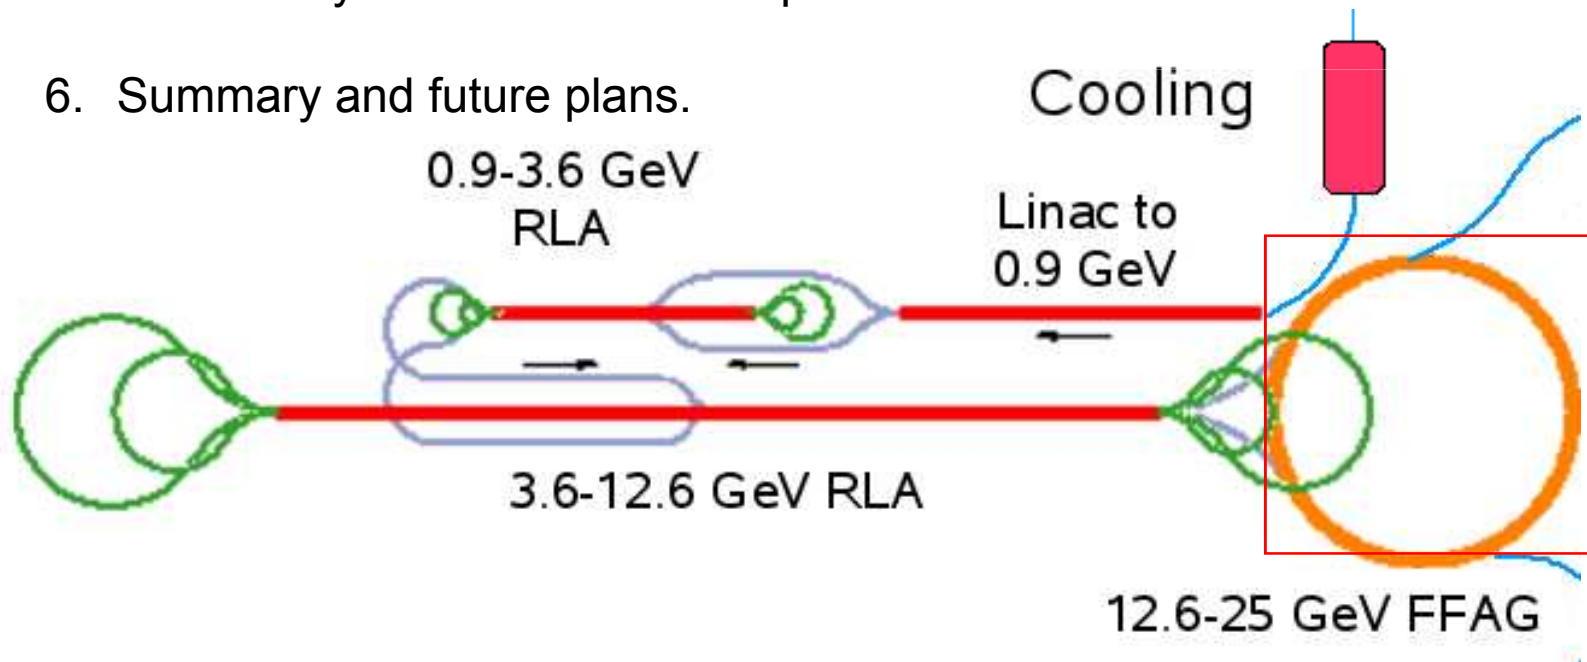 6. Summary and future plans.
Cooling
0.9-3.6 GeV
RLA
Linac to
0.9 GeV
3.6-12.6 GeV RLA
12.6-25 GeV FFAG